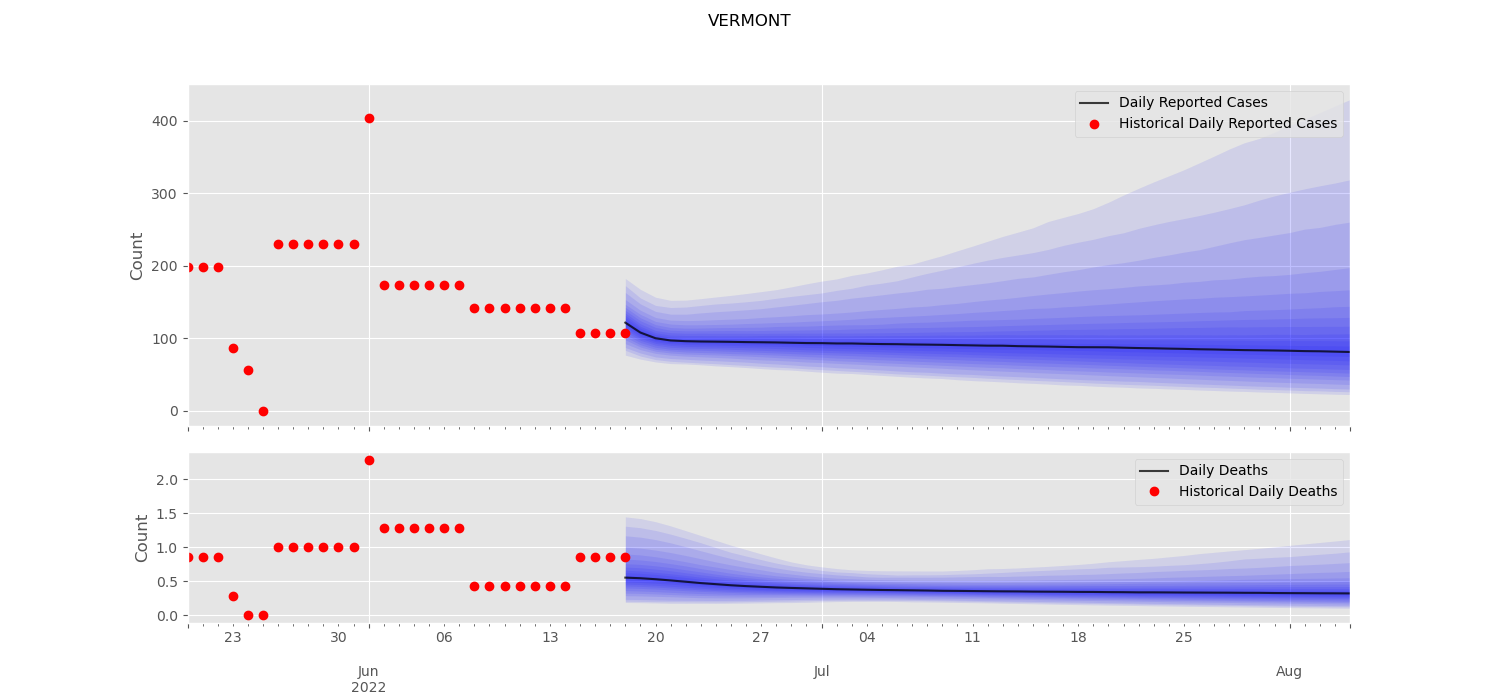 VERMONT
Daily Reported Cases
Historical Daily Reported Cases
400
300
200
100
0
Count
Daily Deaths
Historical Daily Deaths
2.0
1.5
1.0
0.5
0.0
Count
23 30 06 13 20 27 04 11 18 25
Jun Jul Aug
2022